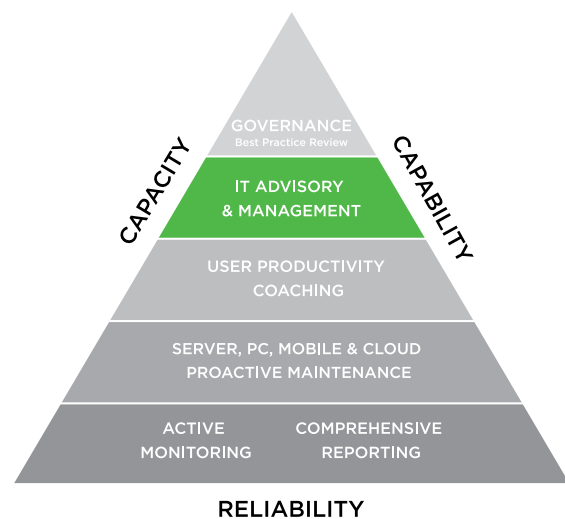 GOVERNANCE
Best Practice Review
CAPACITY
CAPABILITY
IT ADVISORY
& MANAGEMENT
USER PRODUCTIVITY
COACHING
SERVER, PC, MOBILE & CLOUD
PROACTIVE MAINTENANCE
ACTIVE
MONITORING
COMPREHENSIVE
REPORTING
RELIABILITY